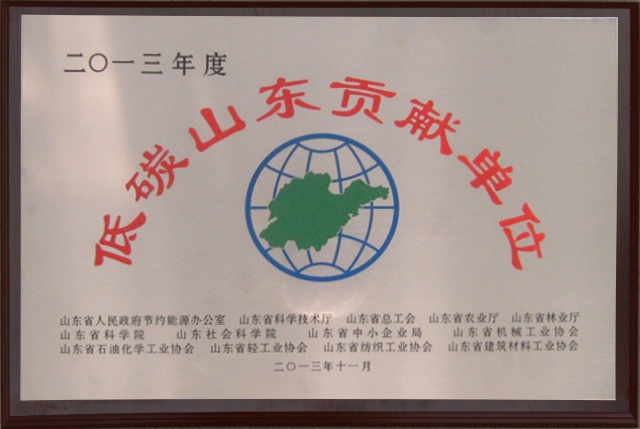 二〇一三年度
低碳山东贡献单位
山东省人民政府节约能源办公室 山东省科学技术厅 山东省总工会 山东省农业厅 山东省林业厅
山东省科学院 山东社会科学院 山东省中小企业局 山东省机械工业协会
山东省石油化学工业协会 山东省轻工业协会 山东省纺织工业协会 山东省建筑材料工业协会
二〇一三年十一月